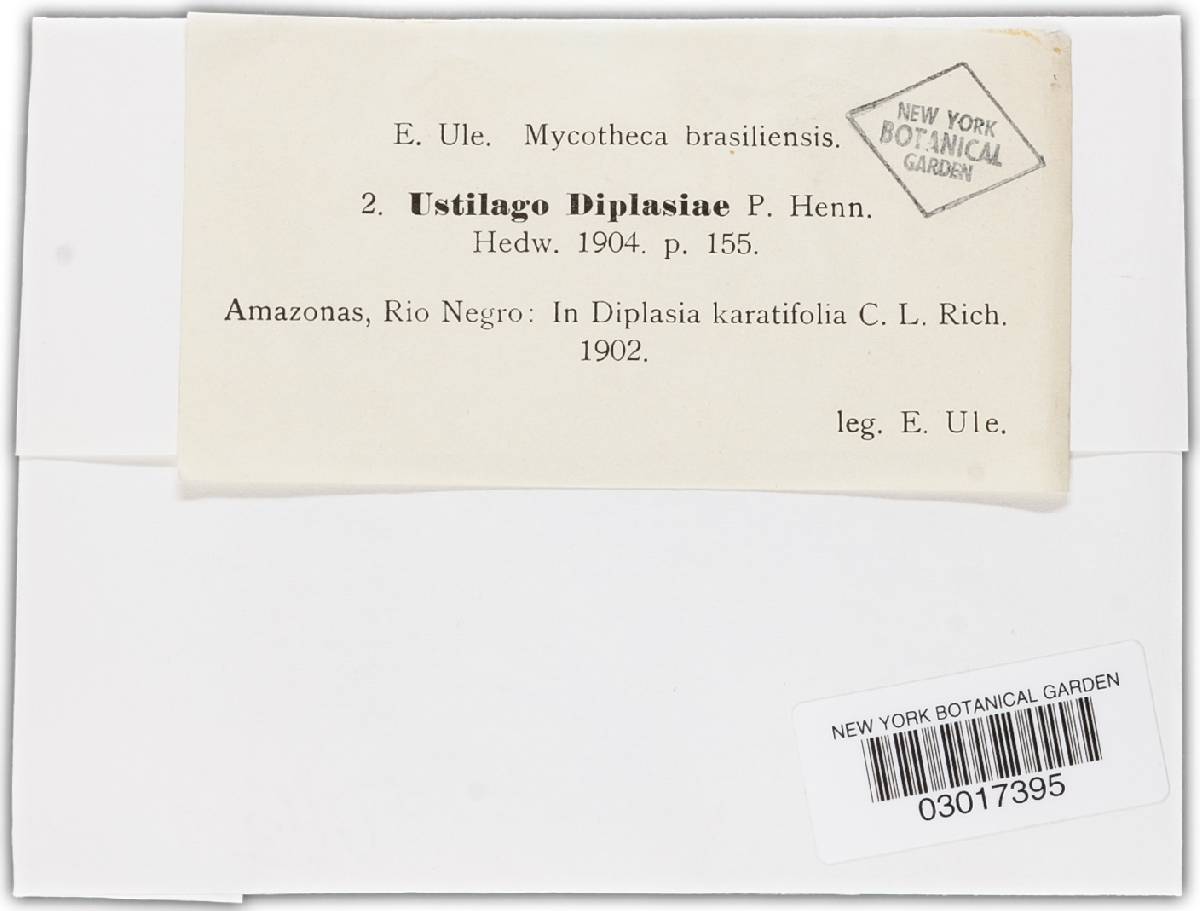 E. Ule. Mycotheca brasiliensis.
NEW YORK
BOTANICAL
GARDEN
2. Ustilago Diplasiae P. Henn.
Hedw. 1904. p. 155.
Amazonas, Rio Negro: In Diplasia karatifolia C. L. Rich.
1902.
leg. E. Ule.
NEW YORK BOTANICAL GARDEN
03017395